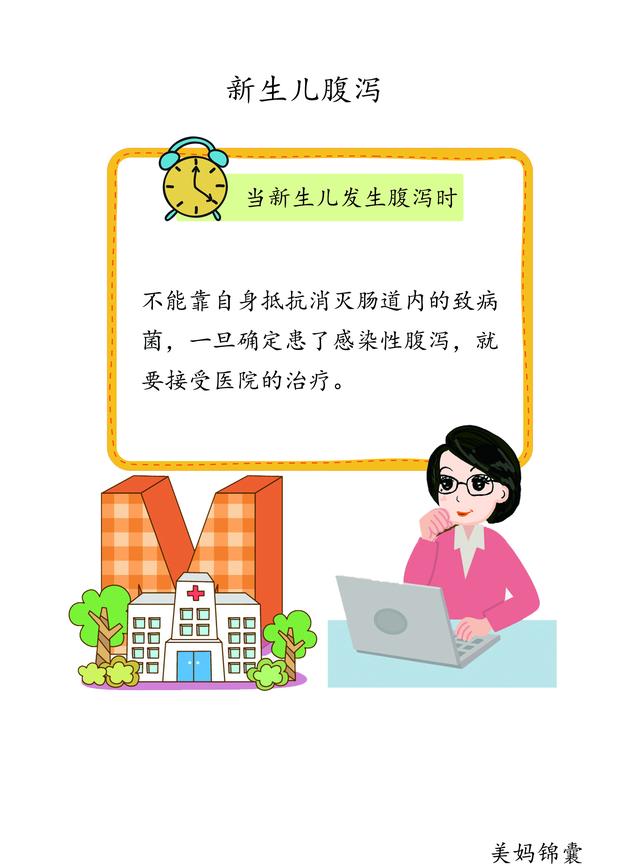 新生儿腹泻
当新生儿发生腹泻时
不能靠自身抵抗消灭肠道内的致病
菌，一旦确定患了感染性腹泻，就
要接受医院的治疗。
美妈锦囊